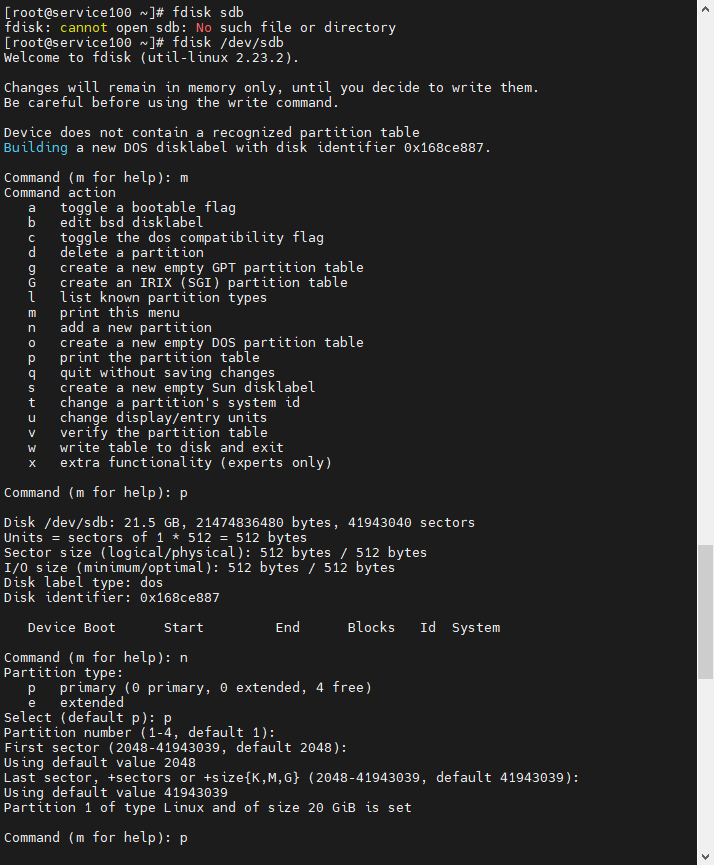 [root@service100 ~]# fdisk sdb
fdisk: cannot open sdb: No such file or directory
[root@service100 ~]# fdisk /dev/sdb
Welcome to fdisk (util-linux 2.23.2).
Changes will remain in memory only, until you decide to write them.
Be careful before using the write command.
Device does not contain a recognized partition table
Building a new DOS disklabel with disk identifier 0x168ce887.
Command (m for help): m
Command action
a   toggle a bootable flag
b   edit bsd disklabel
c   toggle the dos compatibility flag
d   delete a partition
g   create a new empty GPT partition table
G   create an IRIX (SGI) partition table
l   list known partition types
m   print this menu
n   add a new partition
o   create a new empty DOS partition table
p   print the partition table
q   quit without saving changes
s   create a new empty Sun disklabel
t   change a partition's system id
u   change display/entry units
v   verify the partition table
w   write table to disk and exit
x   extra functionality (experts only)
Command (m for help): p
Disk /dev/sdb: 21.5 GB, 21474836480 bytes, 41943040 sectors
Units = sectors of 1 * 512 = 512 bytes
Sector size (logical/physical): 512 bytes / 512 bytes
I/O size (minimum/optimal): 512 bytes / 512 bytes
Disk label type: dos
Disk identifier: 0x168ce887
Device Boot      Start         End      Blocks   Id  System
Command (m for help): n
Partition type:
p   primary (0 primary, 0 extended, 4 free)
e   extended
Select (default p): p
Partition number (1-4, default 1):
First sector (2048-41943039, default 2048):
Using default value 2048
Last sector, +sectors or +size{K,M,G} (2048-41943039, default 41943039):
Using default value 41943039
Partition 1 of type Linux and of size 20 GiB is set
Command (m for help): p